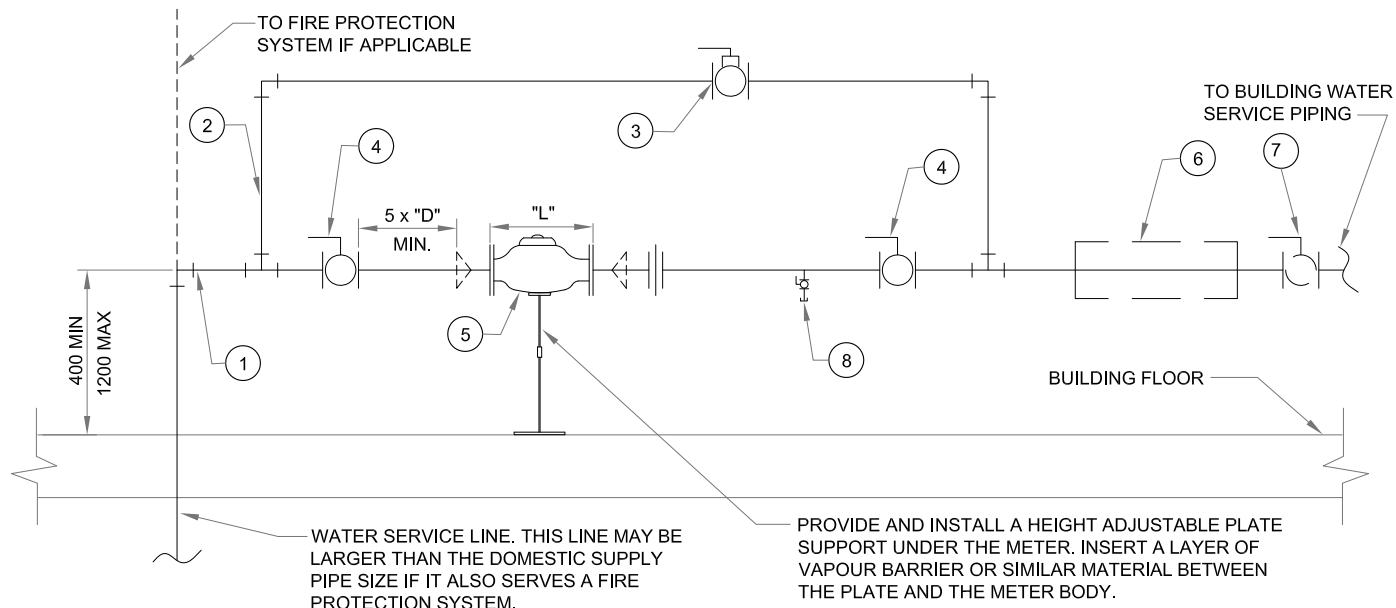 TO FIRE PROTECTION
SYSTEM IF APPLICABLE
TO BUILDING WATER
SERVICE PIPING
2
3
4
4
6
7
5 x "D"
MIN.
"L"
400 MIN
1200 MAX
1
5
8
BUILDING FLOOR
WATER SERVICE LINE. THIS LINE MAY BE
LARGER THAN THE DOMESTIC SUPPLY
PIPE SIZE IF IT ALSO SERVES A FIRE
PROTECTION SYSTEM.
PROVIDE AND INSTALL A HEIGHT ADJUSTABLE PLATE
SUPPORT UNDER THE METER. INSERT A LAYER OF
VAPOUR BARRIER OR SIMILAR MATERIAL BETWEEN
THE PLATE AND THE METER BODY.